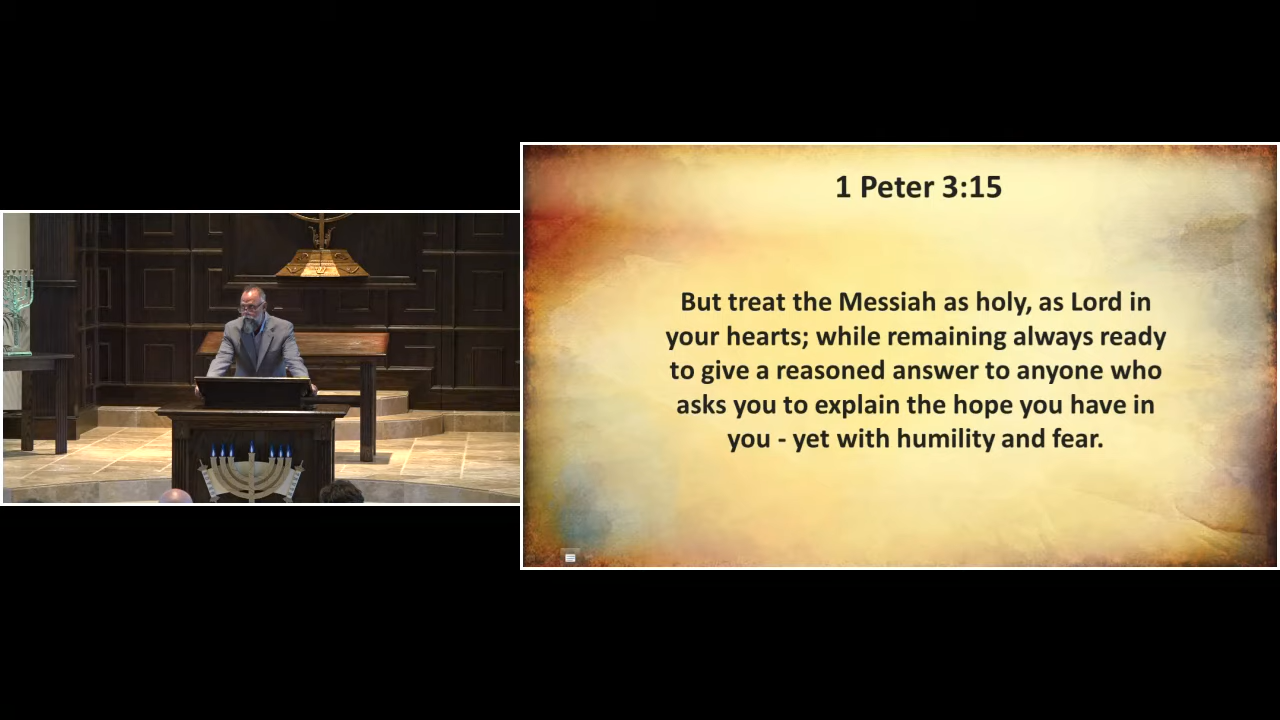 1 Peter 3:15
But treat the Messiah as holy, as Lord in
your hearts; while remaining always ready
to give a reasoned answer to anyone who
asks you to explain the hope you have in
you - yet with humility and fear.